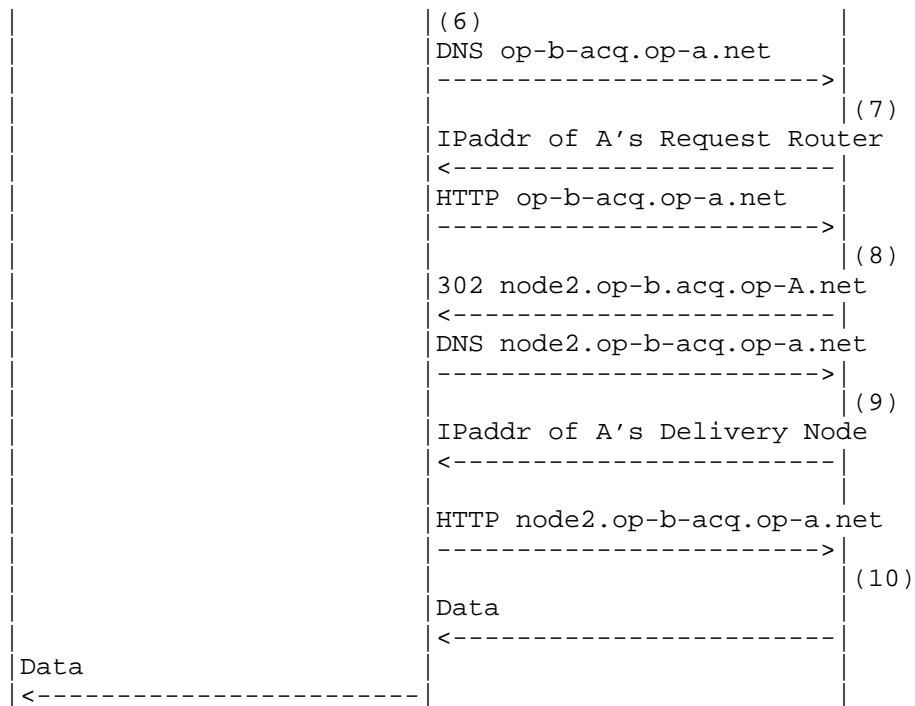 (6)
DNS op-b-acq.op-a.net
------------------------>
(7)
IPaddr of A's Request Router
<------------------------
HTTP op-b-acq.op-a.net
------------------------>
(8)
302 node2.op-b.acq.op-A.net
<------------------------
DNS node2.op-b-acq.op-a.net
------------------------>
(9)
IPaddr of A's Delivery Node
<------------------------
HTTP node2.op-b-acq.op-a.net
------------------------>
(10)
Data
<------------------------
Data
<------------------------